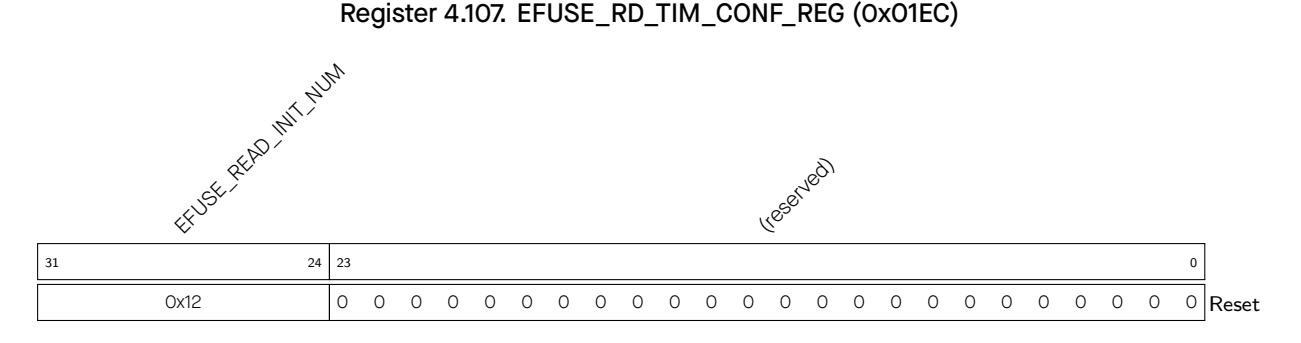 Register 4.107. EFUSE_RD_TIM_CONF_REG (0x01EC)
EFUSE_READ_INIT_NUM
(reserved)
31 24 23 0
0x12 0 0 0 0 0 0 0 0 0 0 0 0 0 0 0 0 0 0 0 0 0 0 0 0 Reset